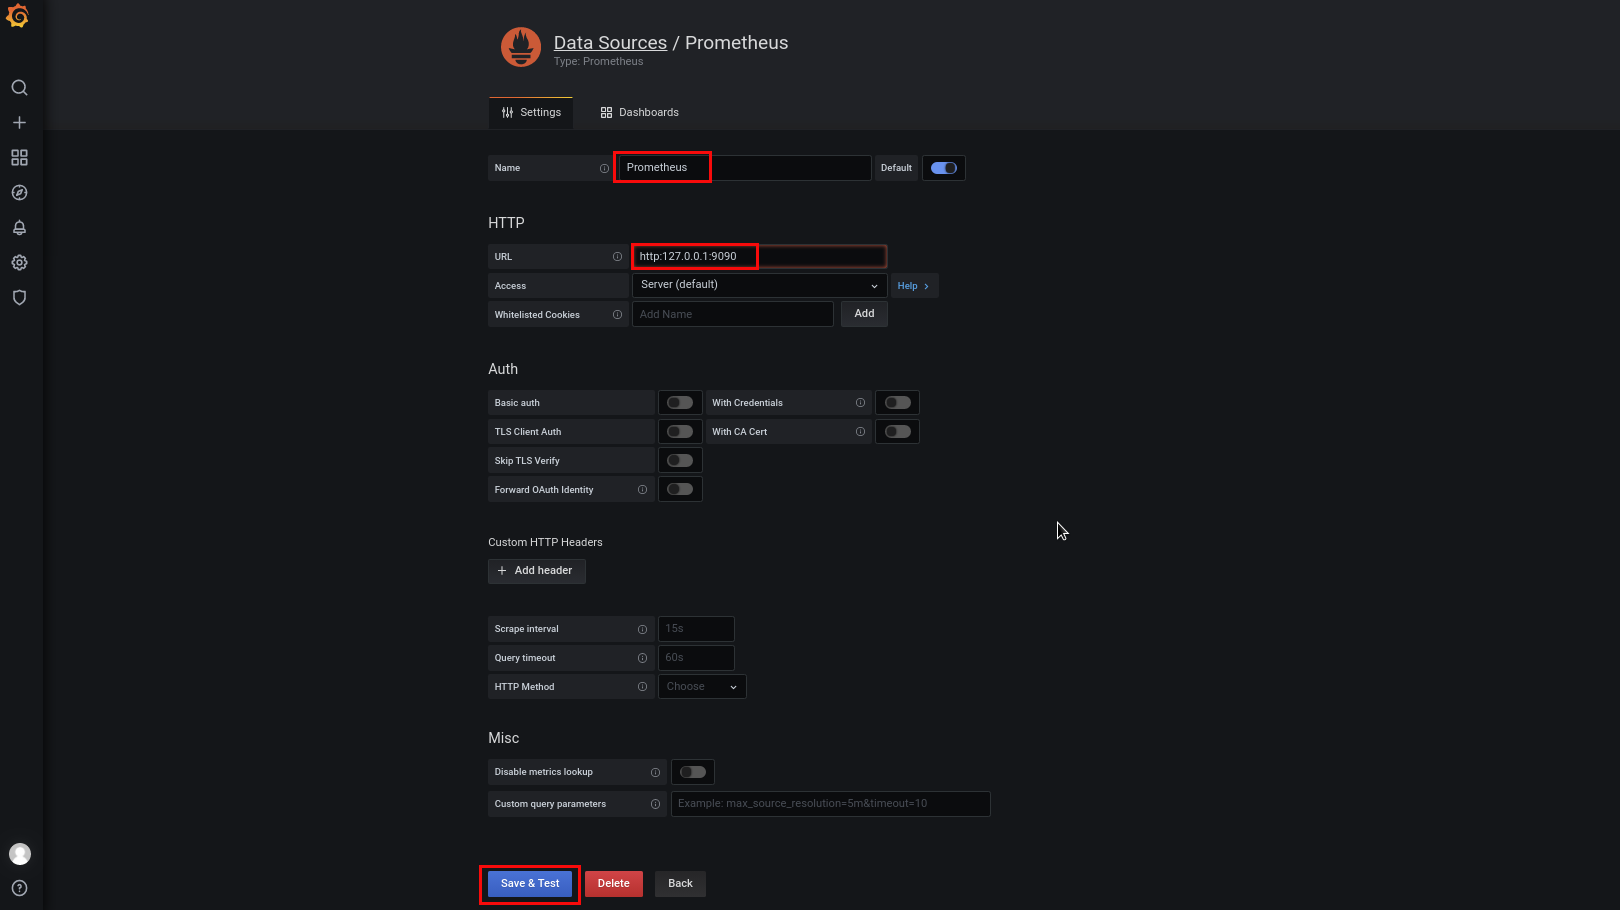 Data Sources / Prometheus
Type: Prometheus
Settings Dashboards
Name Prometheus Default
HTTP
URL http:127.0.0.1:9090
Access Server (default) Help >
Whitelisted Cookies Add Name Add
Auth
Basic auth With Credentials
TLS Client Auth With CA Cert
Skip TLS Verify
Forward OAuth Identity
Custom HTTP Headers
+ Add header
Scrape interval 15s
Query timeout 60s
HTTP Method Choose
Misc
Disable metrics lookup
Custom query parameters Example: max_source_resolution=5m&timeout=10
Save & Test Delete Back